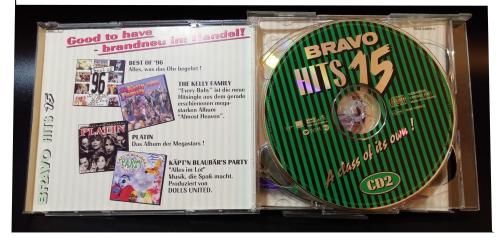 Good to have
- brandneu im Handel!
BEST OF '96
Alles, was das Ohr begehrt !
THE KELLY FAMILY
"Every Baby" ist die neue
Hitsingle aus dem gerade
erschienenen mega-
starken Album
"Almost Heaven".
PLATIN
Das Album der Megastars !
KÄPT'N BLAUBÄR'S PARTY
"Alles im Lot"
Musik, die Spaß macht.
Produziert von
DOLLS UNITED.
BRAVO HITS 15
96
PLATIN
BRAVO
HITS 15
A class of its own !
CD2